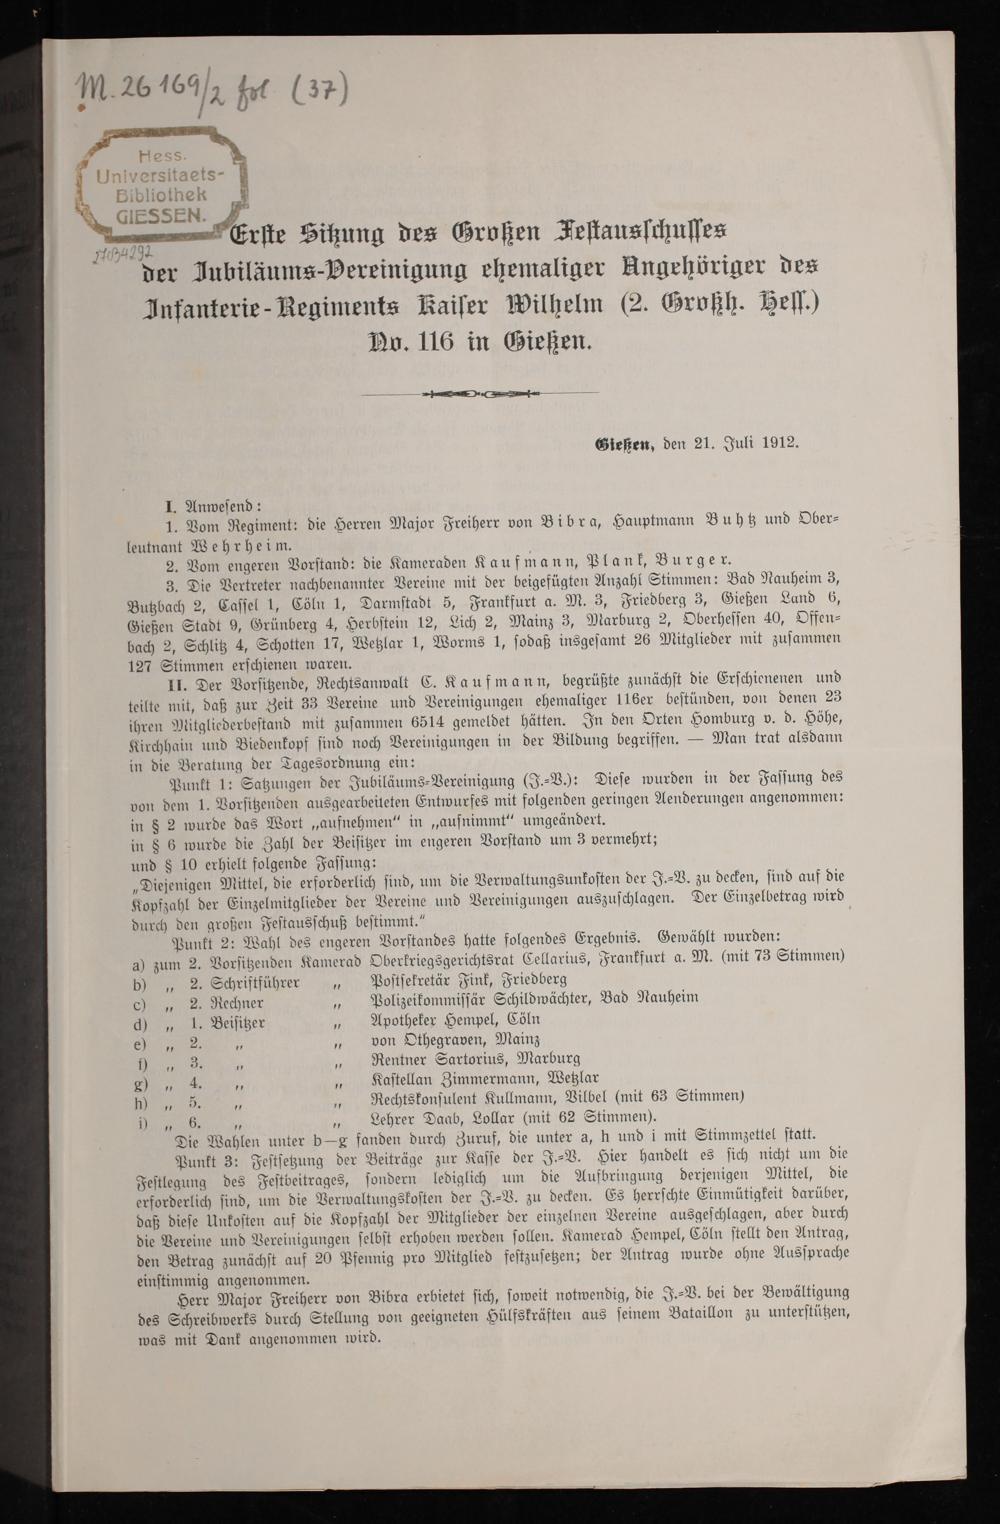 M. 26 169/2 fol (37)
Hess.
Universitaets-
Bibliothek
GIESSEN.
Erste Sitzung des Großen Festausschusses
der Jubiläums-Vereinigung ehemaliger Angehöriger des
Infanterie-Regiments Kaiser Wilhelm (2. Großh. Hess.)
No. 116 in Gießen.
Gießen, den 21. Juli 1912.
I. Anwesend:
1. Vom Regiment: die Herren Major Freiherr von Bibra, Hauptmann Buhtz und Ober-
leutnant Wehrheim.
2. Vom engeren Vorstand: die Kameraden Kaufmann, Plank, Burger.
3. Die Vertreter nachbenannter Vereine mit der beigefügten Anzahl Stimmen: Bad Nauheim 3,
Butzbach 2, Cassel 1, Cöln 1, Darmstadt 5, Frankfurt a. M. 3, Friedberg 3, Gießen Land 6,
Gießen Stadt 9, Grünberg 4, Herbstein 12, Lich 2, Mainz 3, Marburg 2, Oberhessen 40, Offen-
bach 2, Schlitz 4, Schotten 17, Wetzlar 1, Worms 1, sodaß insgesamt 26 Mitglieder mit zusammen
127 Stimmen erschienen waren.
II. Der Vorsitzende, Rechtsanwalt C. Kaufmann, begrüßte zunächst die Erschienenen und
teilte mit, daß zur Zeit 33 Vereine und Vereinigungen ehemaliger 116er bestünden, von denen 23
ihren Mitgliederbestand mit zusammen 6514 gemeldet hätten. In den Orten Homburg v. d. Höhe,
Kirchhain und Biedenkopf sind noch Vereinigungen in der Bildung begriffen. — Man trat alsdann
in die Beratung der Tagesordnung ein:
Punkt 1: Satzungen der Jubiläums-Vereinigung (J.-V.): Diese wurden in der Fassung des
von dem 1. Vorsitzenden ausgearbeiteten Entwurfes mit folgenden geringen Aenderungen angenommen:
in § 2 wurde das Wort „aufnehmen" in „aufnimmt" umgeändert.
in § 6 wurde die Zahl der Beisitzer im engeren Vorstand um 3 vermehrt;
und § 10 erhielt folgende Fassung:
„Diejenigen Mittel, die erforderlich sind, um die Verwaltungsunkosten der J.-V. zu decken, sind auf die
Kopfzahl der Einzelmitglieder der Vereine und Vereinigungen auszuschlagen. Der Einzelbetrag wird
durch den großen Festausschuß bestimmt."
Punkt 2: Wahl des engeren Vorstandes hatte folgendes Ergebnis. Gewählt wurden:
a) zum 2. Vorsitzenden Kamerad Oberkriegsgerichtsrat Cellarius, Frankfurt a. M. (mit 73 Stimmen)
b) „ 2. Schriftführer „ Postsekretär Fink, Friedberg
c) „ 2. Rechner „ Polizeikommissär Schildwächter, Bad Nauheim
d) „ 1. Beisitzer „ Apotheker Hempel, Cöln
e) „ 2. „ „ von Othegraven, Mainz
f) „ 3. „ „ Rentner Sartorius, Marburg
g) „ 4. „ „ Kastellan Zimmermann, Wetzlar
h) „ 5. „ „ Rechtskonsulent Kullmann, Vilbel (mit 63 Stimmen)
i) „ 6. „ „ Lehrer Daab, Lollar (mit 62 Stimmen).
Die Wahlen unter b—g fanden durch Zuruf, die unter a, h und i mit Stimmzettel statt.
Punkt 3: Festsetzung der Beiträge zur Kasse der J.-V. Hier handelt es sich nicht um die
Festlegung des Festbeitrages, sondern lediglich um die Aufbringung derjenigen Mittel, die
erforderlich sind, um die Verwaltungskosten der J.-V. zu decken. Es herrschte Einmütigkeit darüber,
daß diese Unkosten auf die Kopfzahl der Mitglieder der einzelnen Vereine ausgeschlagen, aber durch
die Vereine und Vereinigungen selbst erhoben werden sollen. Kamerad Hempel, Cöln stellt den Antrag,
den Betrag zunächst auf 20 Pfennig pro Mitglied festzusetzen; der Antrag wurde ohne Aussprache
einstimmig angenommen.
Herr Major Freiherr von Bibra erbietet sich, soweit notwendig, die J.-V. bei der Bewältigung
des Schreibwerks durch Stellung von geeigneten Hülfskräften aus seinem Bataillon zu unterstützen,
was mit Dank angenommen wird.